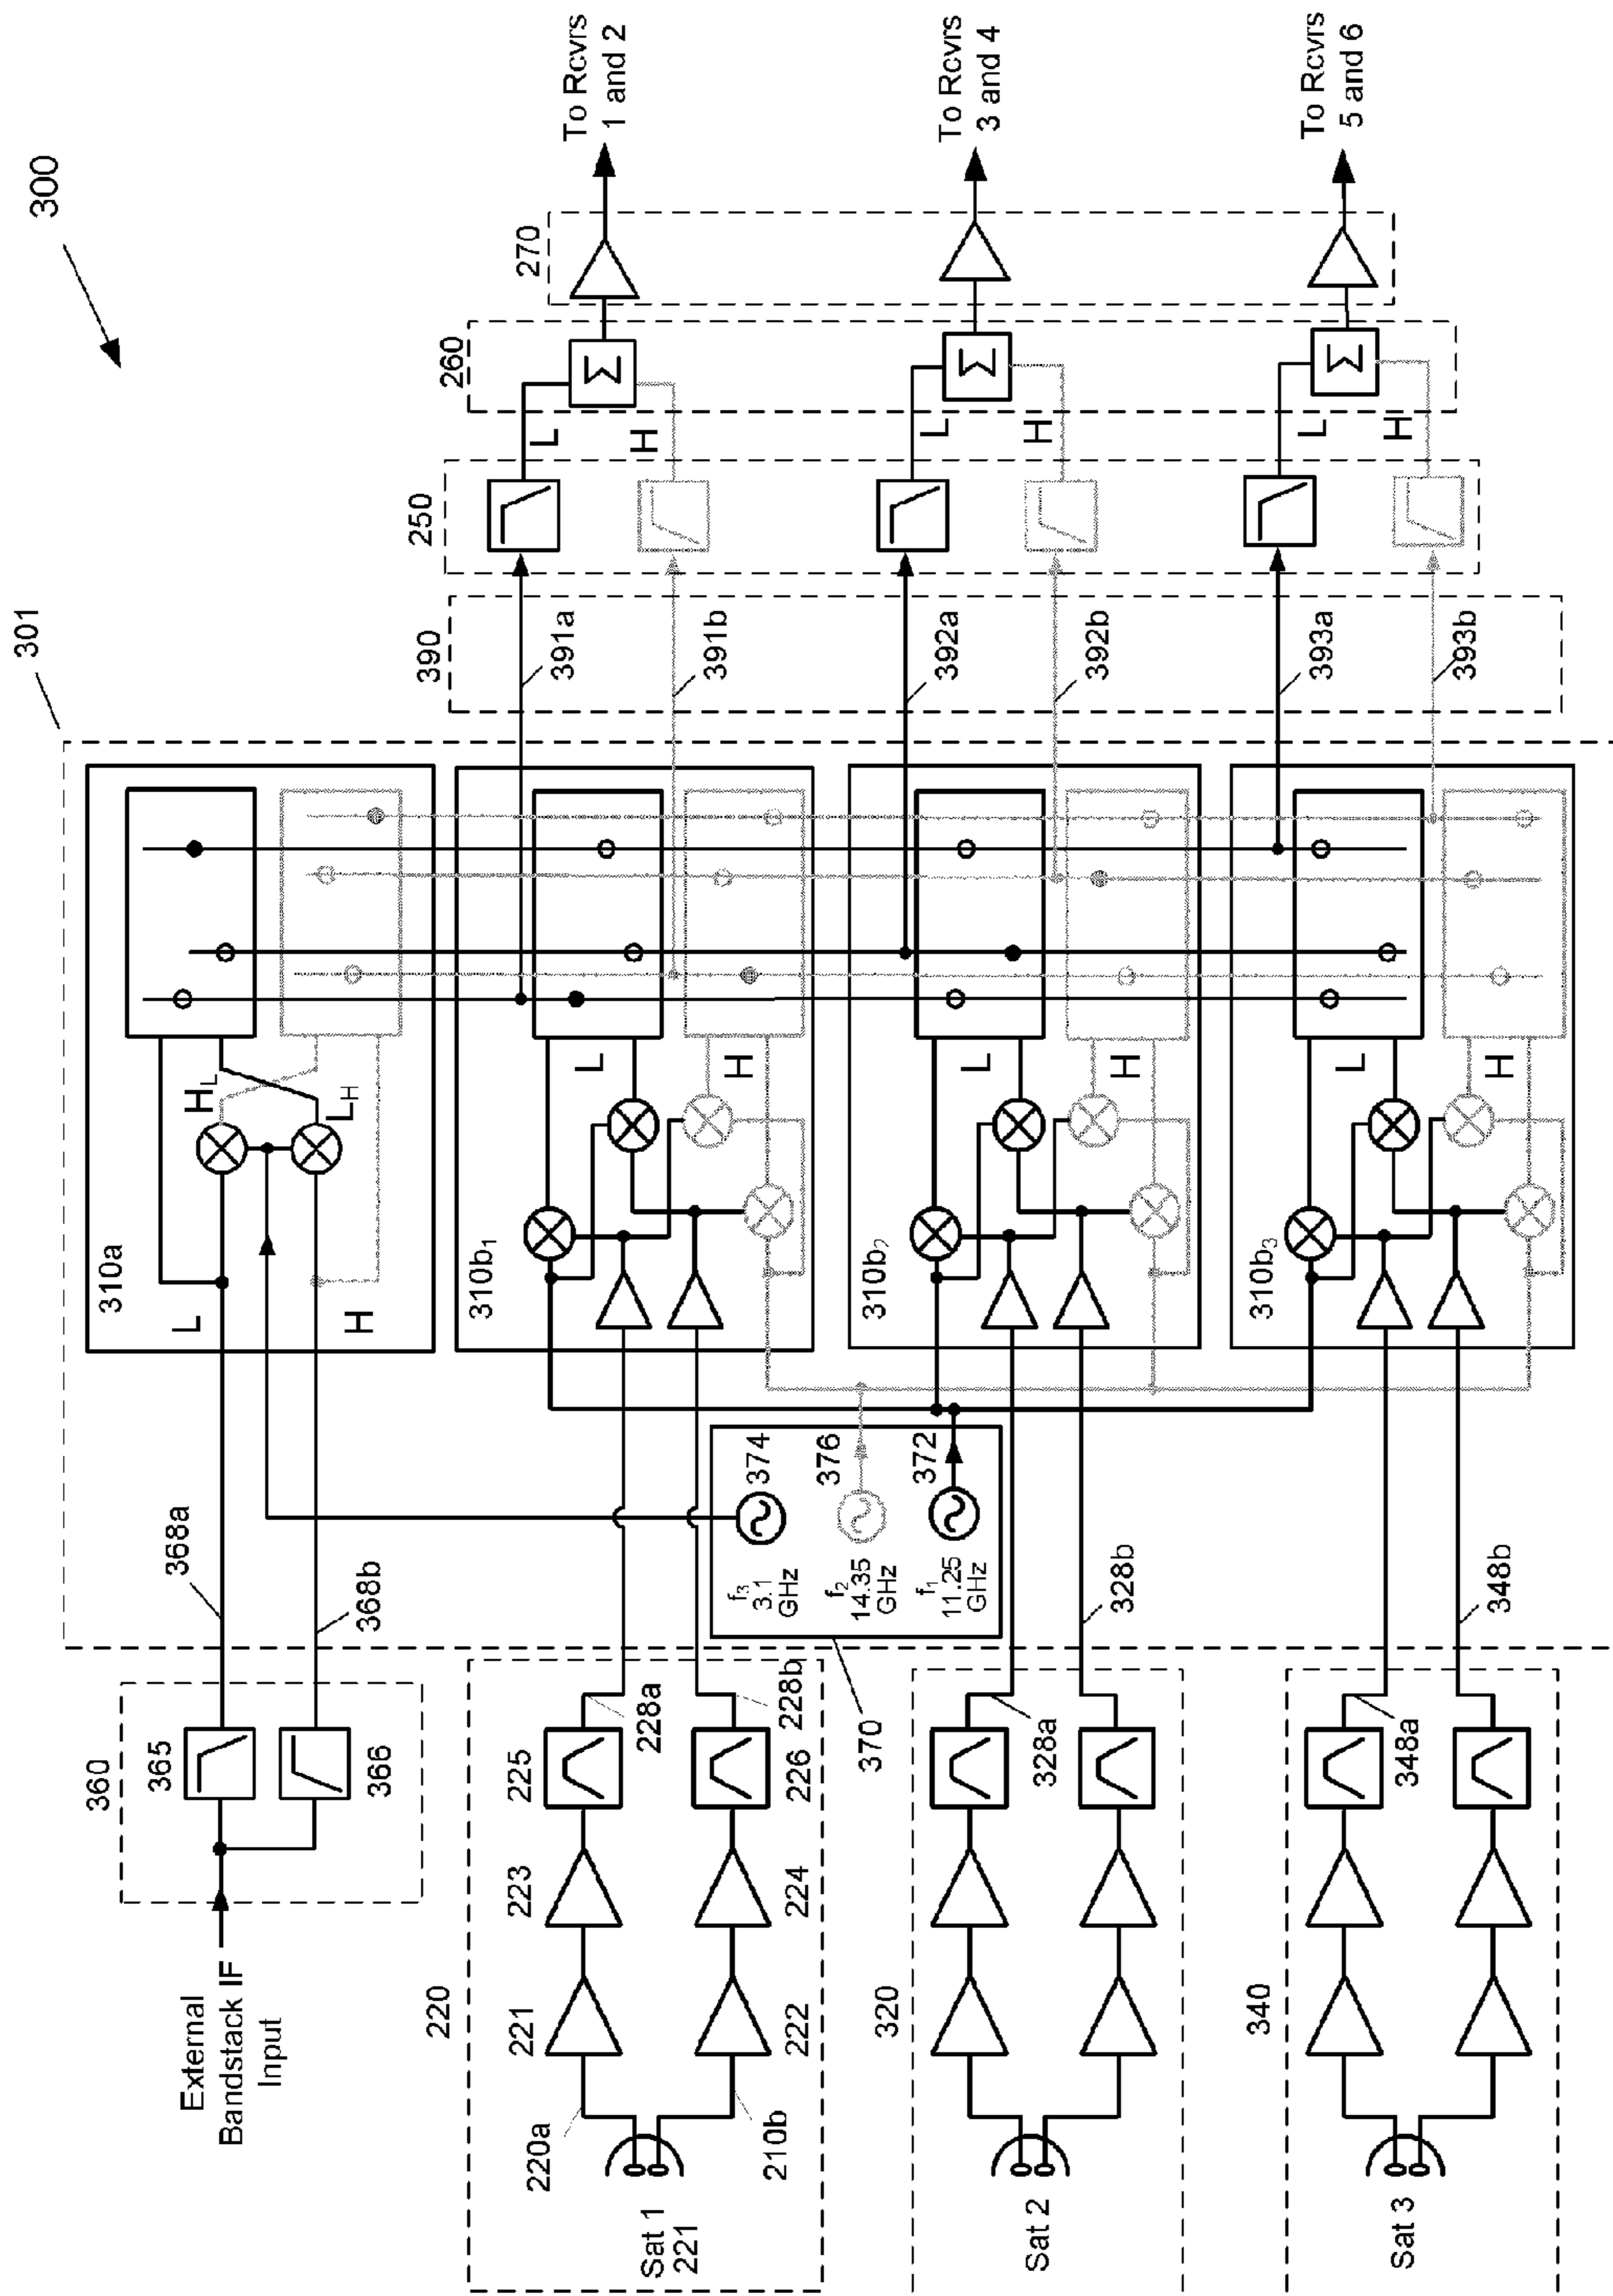 300
301
External
Bandstack IF
Input
360
365
366
368a
368b
310a
L
H
H_L
L_H
Sat 1
221
220
220a
210b
221
222
223
224
225
226
228a
228b
370
f₃
3.1
GHz
374
f₂
14.35
GHz
376
f₁
11.25
GHz
372
310b₁
L
H
Sat 2
320
328a
328b
310b₂
L
H
Sat 3
340
348a
348b
310b₃
L
H
390
391a
391b
392a
392b
393a
393b
250
L
H
L
H
L
H
260
Σ
Σ
Σ
270
To Rcvrs
1 and 2
To Rcvrs
3 and 4
To Rcvrs
5 and 6